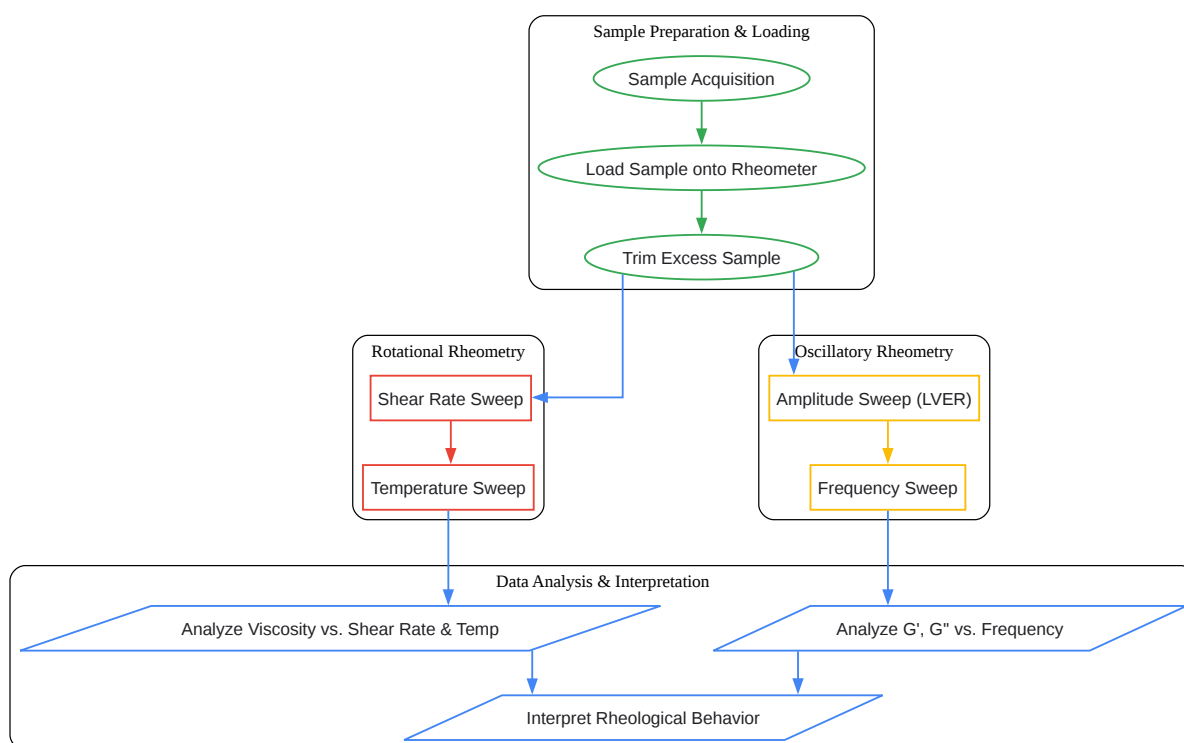 Sample Preparation & Loading
Sample Acquisition
Load Sample onto Rheometer
Trim Excess Sample
Rotational Rheometry
Shear Rate Sweep
Temperature Sweep
Oscillatory Rheometry
Amplitude Sweep (LVER)
Frequency Sweep
Data Analysis & Interpretation
Analyze Viscosity vs. Shear Rate & Temp
Analyze G', G'' vs. Frequency
Interpret Rheological Behavior